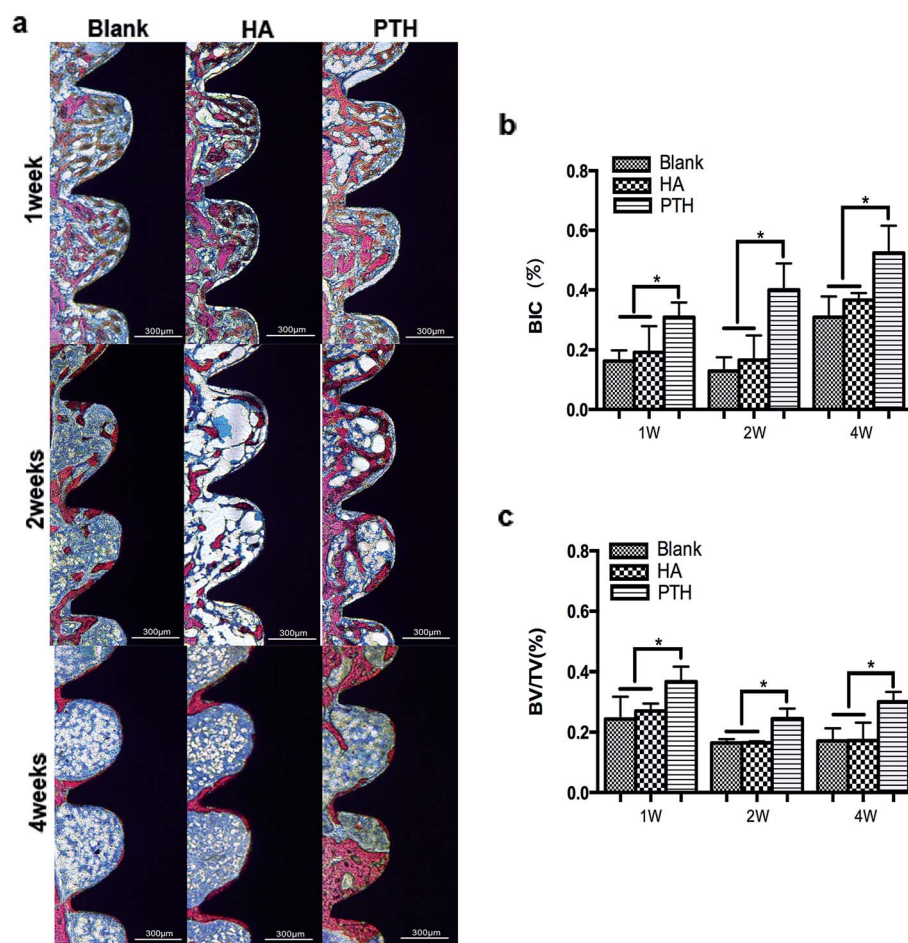 a
Blank HA PTH
1week
300μm 300μm 300μm
2weeks
300μm 300μm 300μm
4weeks
300μm 300μm 300μm
b
BIC (%)
0.8
0.6
0.4
0.2
0.0
Blank
HA
PTH
* * *
1W 2W 4W
c
BV/TV(%)
0.8
0.6
0.4
0.2
0.0
Blank
HA
PTH
* * *
1W 2W 4W